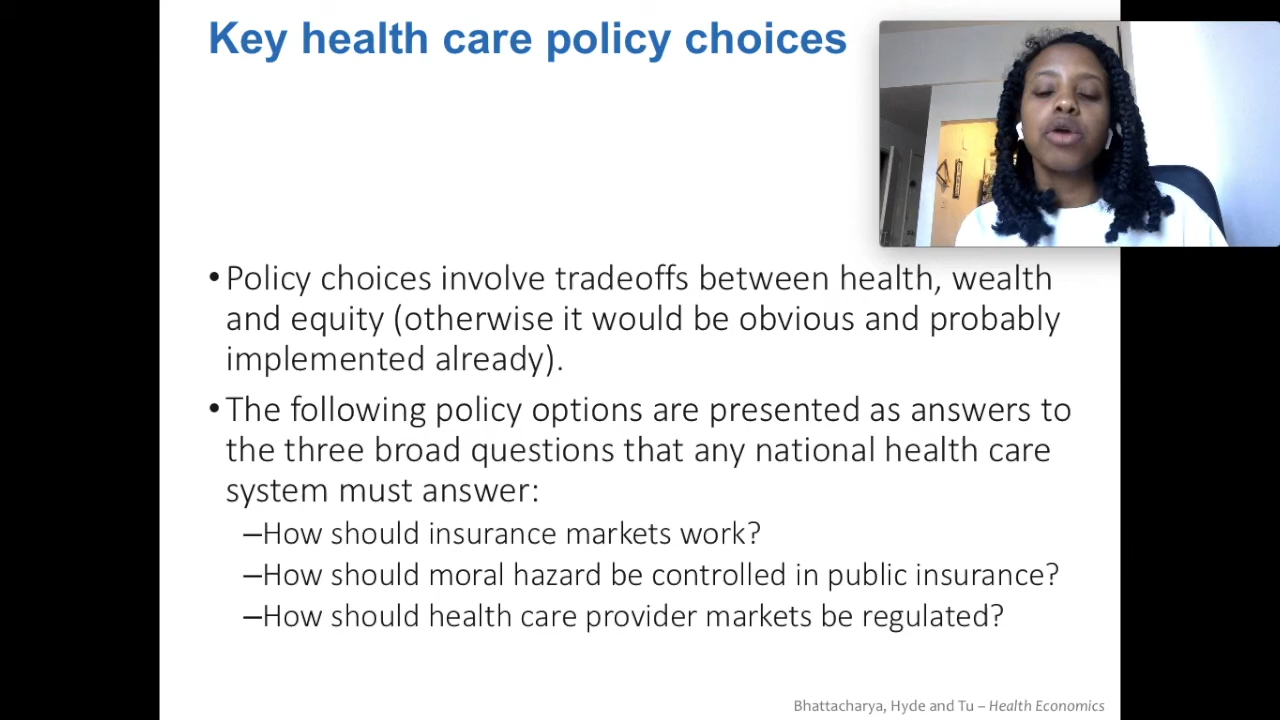 Key health care policy choices
•Policy choices involve tradeoffs between health, wealth
and equity (otherwise it would be obvious and probably
implemented already).
•The following policy options are presented as answers to
the three broad questions that any national health care
system must answer:
–How should insurance markets work?
–How should moral hazard be controlled in public insurance?
–How should health care provider markets be regulated?
Bhattacharya, Hyde and Tu – Health Economics